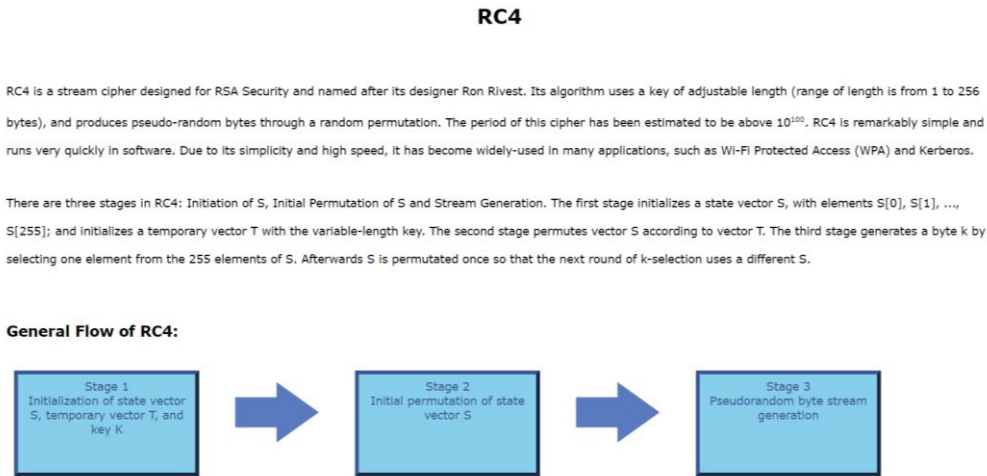 RC4
RC4 is a stream cipher designed for RSA Security and named after its designer Ron Rivest. Its algorithm uses a key of adjustable length (range of length is from 1 to 256
bytes), and produces pseudo-random bytes through a random permutation. The period of this cipher has been estimated to be above 10¹⁰⁰. RC4 is remarkably simple and
runs very quickly in software. Due to its simplicity and high speed, it has become widely-used in many applications, such as Wi-Fi Protected Access (WPA) and Kerberos.
There are three stages in RC4: Initiation of S, Initial Permutation of S and Stream Generation. The first stage initializes a state vector S, with elements S[0], S[1], ...,
S[255]; and initializes a temporary vector T with the variable-length key. The second stage permutes vector S according to vector T. The third stage generates a byte k by
selecting one element from the 255 elements of S. Afterwards S is permutated once so that the next round of k-selection uses a different S.
General Flow of RC4:
Stage 1
Initialization of state vector
S, temporary vector T, and
key K
Stage 2
Initial permutation of state
vector S
Stage 3
Pseudorandom byte stream
generation